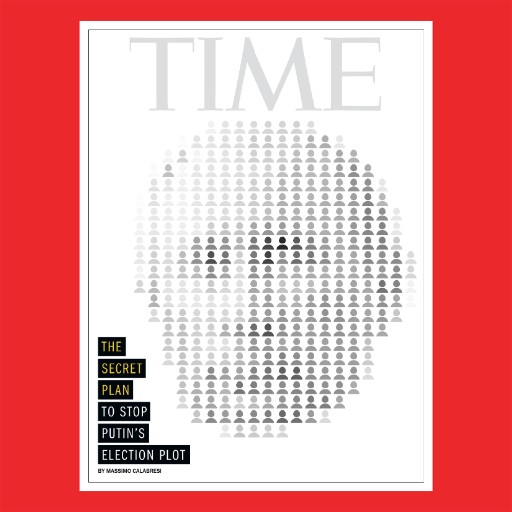 TIME
THE
SECRET
PLAN
TO STOP
PUTIN'S
ELECTION PLOT
BY MASSIMO CALABRESI